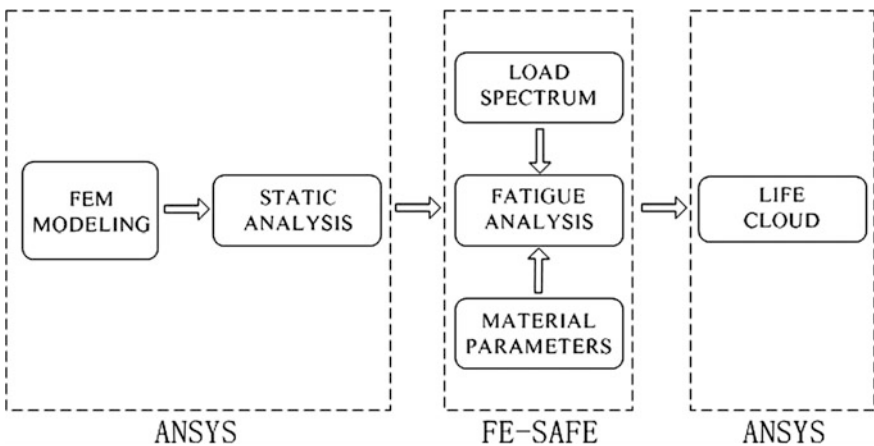 FEM
MODELING
STATIC
ANALYSIS
LOAD
SPECTRUM
FATIGUE
ANALYSIS
MATERIAL
PARAMETERS
LIFE
CLOUD
ANSYS
FE-SAFE
ANSYS